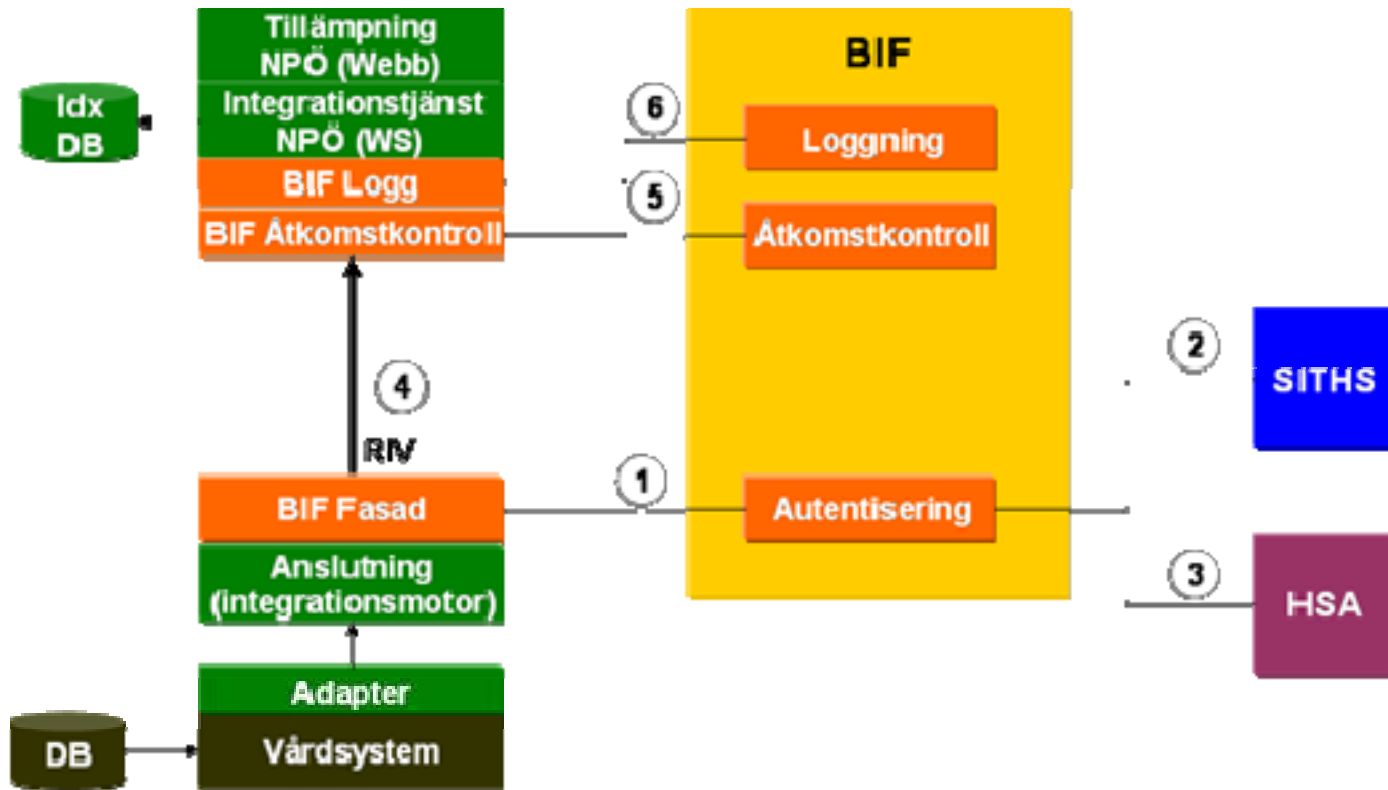 Tillämpning
NPÖ (Webb)
Integrationstjänst
NPÖ (WS)
BIF Logg
BIF Åtkomstkontroll
Idx
DB
BIF
6
Loggning
5
Åtkomstkontroll
2
SITHS
4
RIV
1
BIF Fasad
Autentisering
3
HSA
Anslutning
(integrationsmotor)
Adapter
Vårdsystem
DB